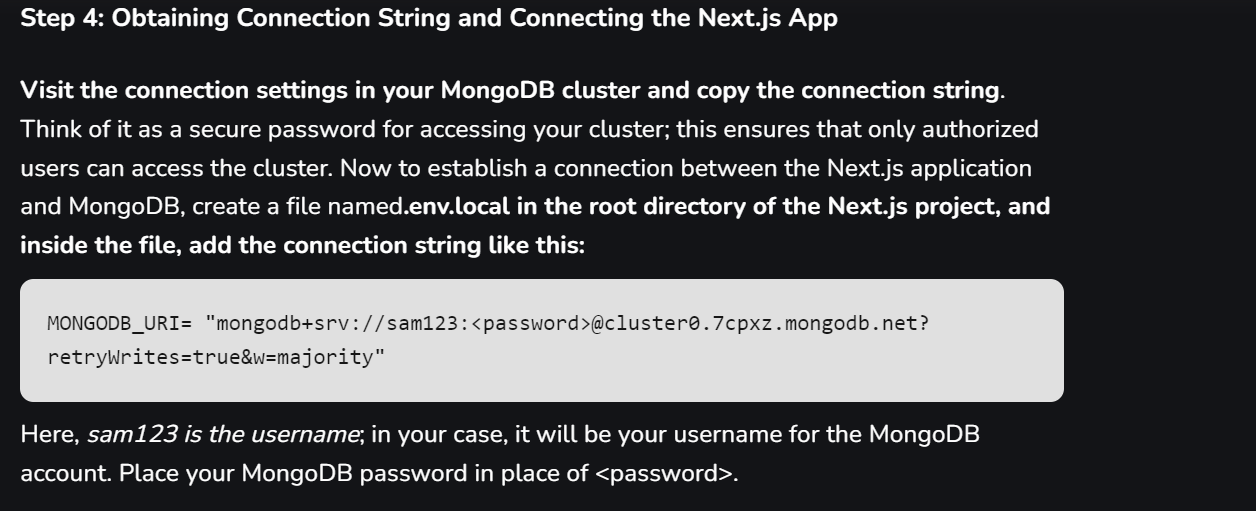 Step 4: Obtaining Connection String and Connecting the Next.js App
Visit the connection settings in your MongoDB cluster and copy the connection string.
Think of it as a secure password for accessing your cluster; this ensures that only authorized
users can access the cluster. Now to establish a connection between the Next.js application
and MongoDB, create a file named.env.local in the root directory of the Next.js project, and
inside the file, add the connection string like this:
MONGODB_URI= "mongodb+srv://sam123:<password>@cluster0.7cpxz.mongodb.net?
retryWrites=true&w=majority"
Here, sam123 is the username; in your case, it will be your username for the MongoDB
account. Place your MongoDB password in place of <password>.